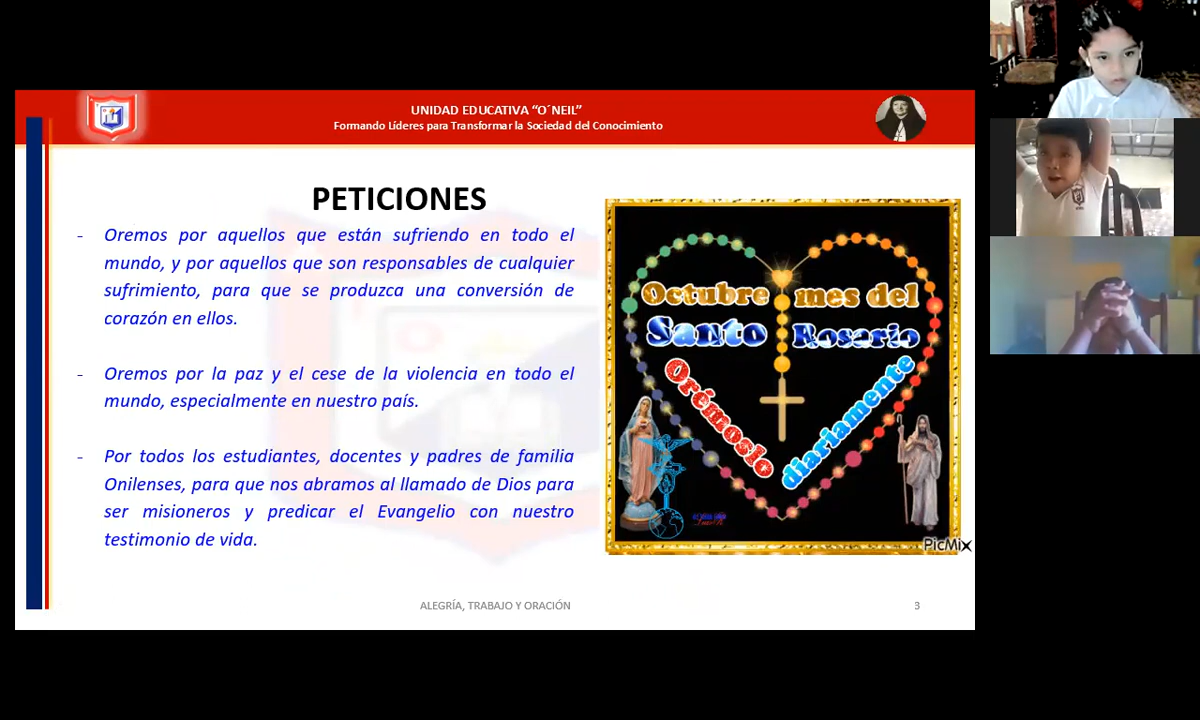 UNIDAD EDUCATIVA “O´NEIL”
Formando Líderes para Transformar la Sociedad del Conocimiento
PETICIONES
- Oremos por aquellos que están sufriendo en todo el
mundo, y por aquellos que son responsables de cualquier
sufrimiento, para que se produzca una conversión de
corazón en ellos.
- Oremos por la paz y el cese de la violencia en todo el
mundo, especialmente en nuestro país.
- Por todos los estudiantes, docentes y padres de familia
Onilenses, para que nos abramos al llamado de Dios para
ser misioneros y predicar el Evangelio con nuestro
testimonio de vida.
Octubre mes del
Santo Rosario
Orémoslo
diariamente
PicMix
ALEGRÍA, TRABAJO Y ORACIÓN
3